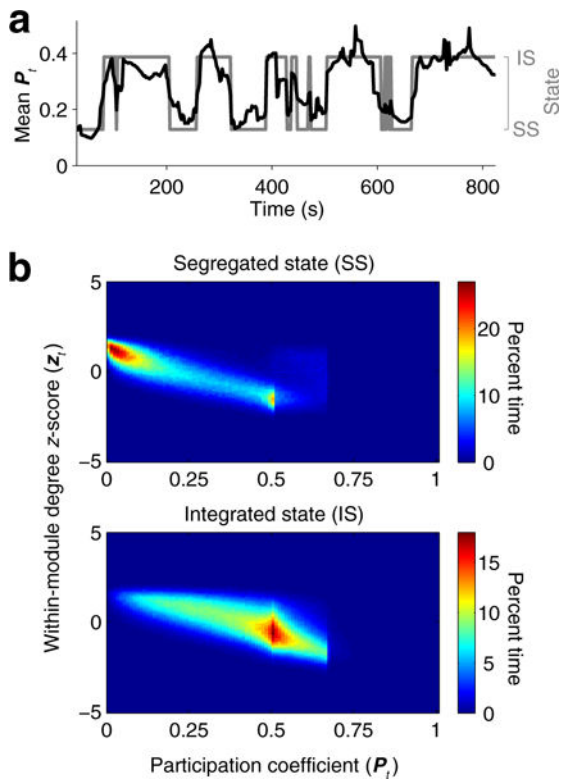 a
Mean Pt
0.4
0.2
0
200
400
600
800
Time (s)
IS
SS
State
b
Segregated state (SS)
Within-module degree z-score (zt)
5
0
−5
0
0.25
0.5
0.75
1
20
10
0
Percent time
Integrated state (IS)
5
0
−5
0
0.25
0.5
0.75
1
15
10
5
0
Percent time
Participation coefficient (Pt)